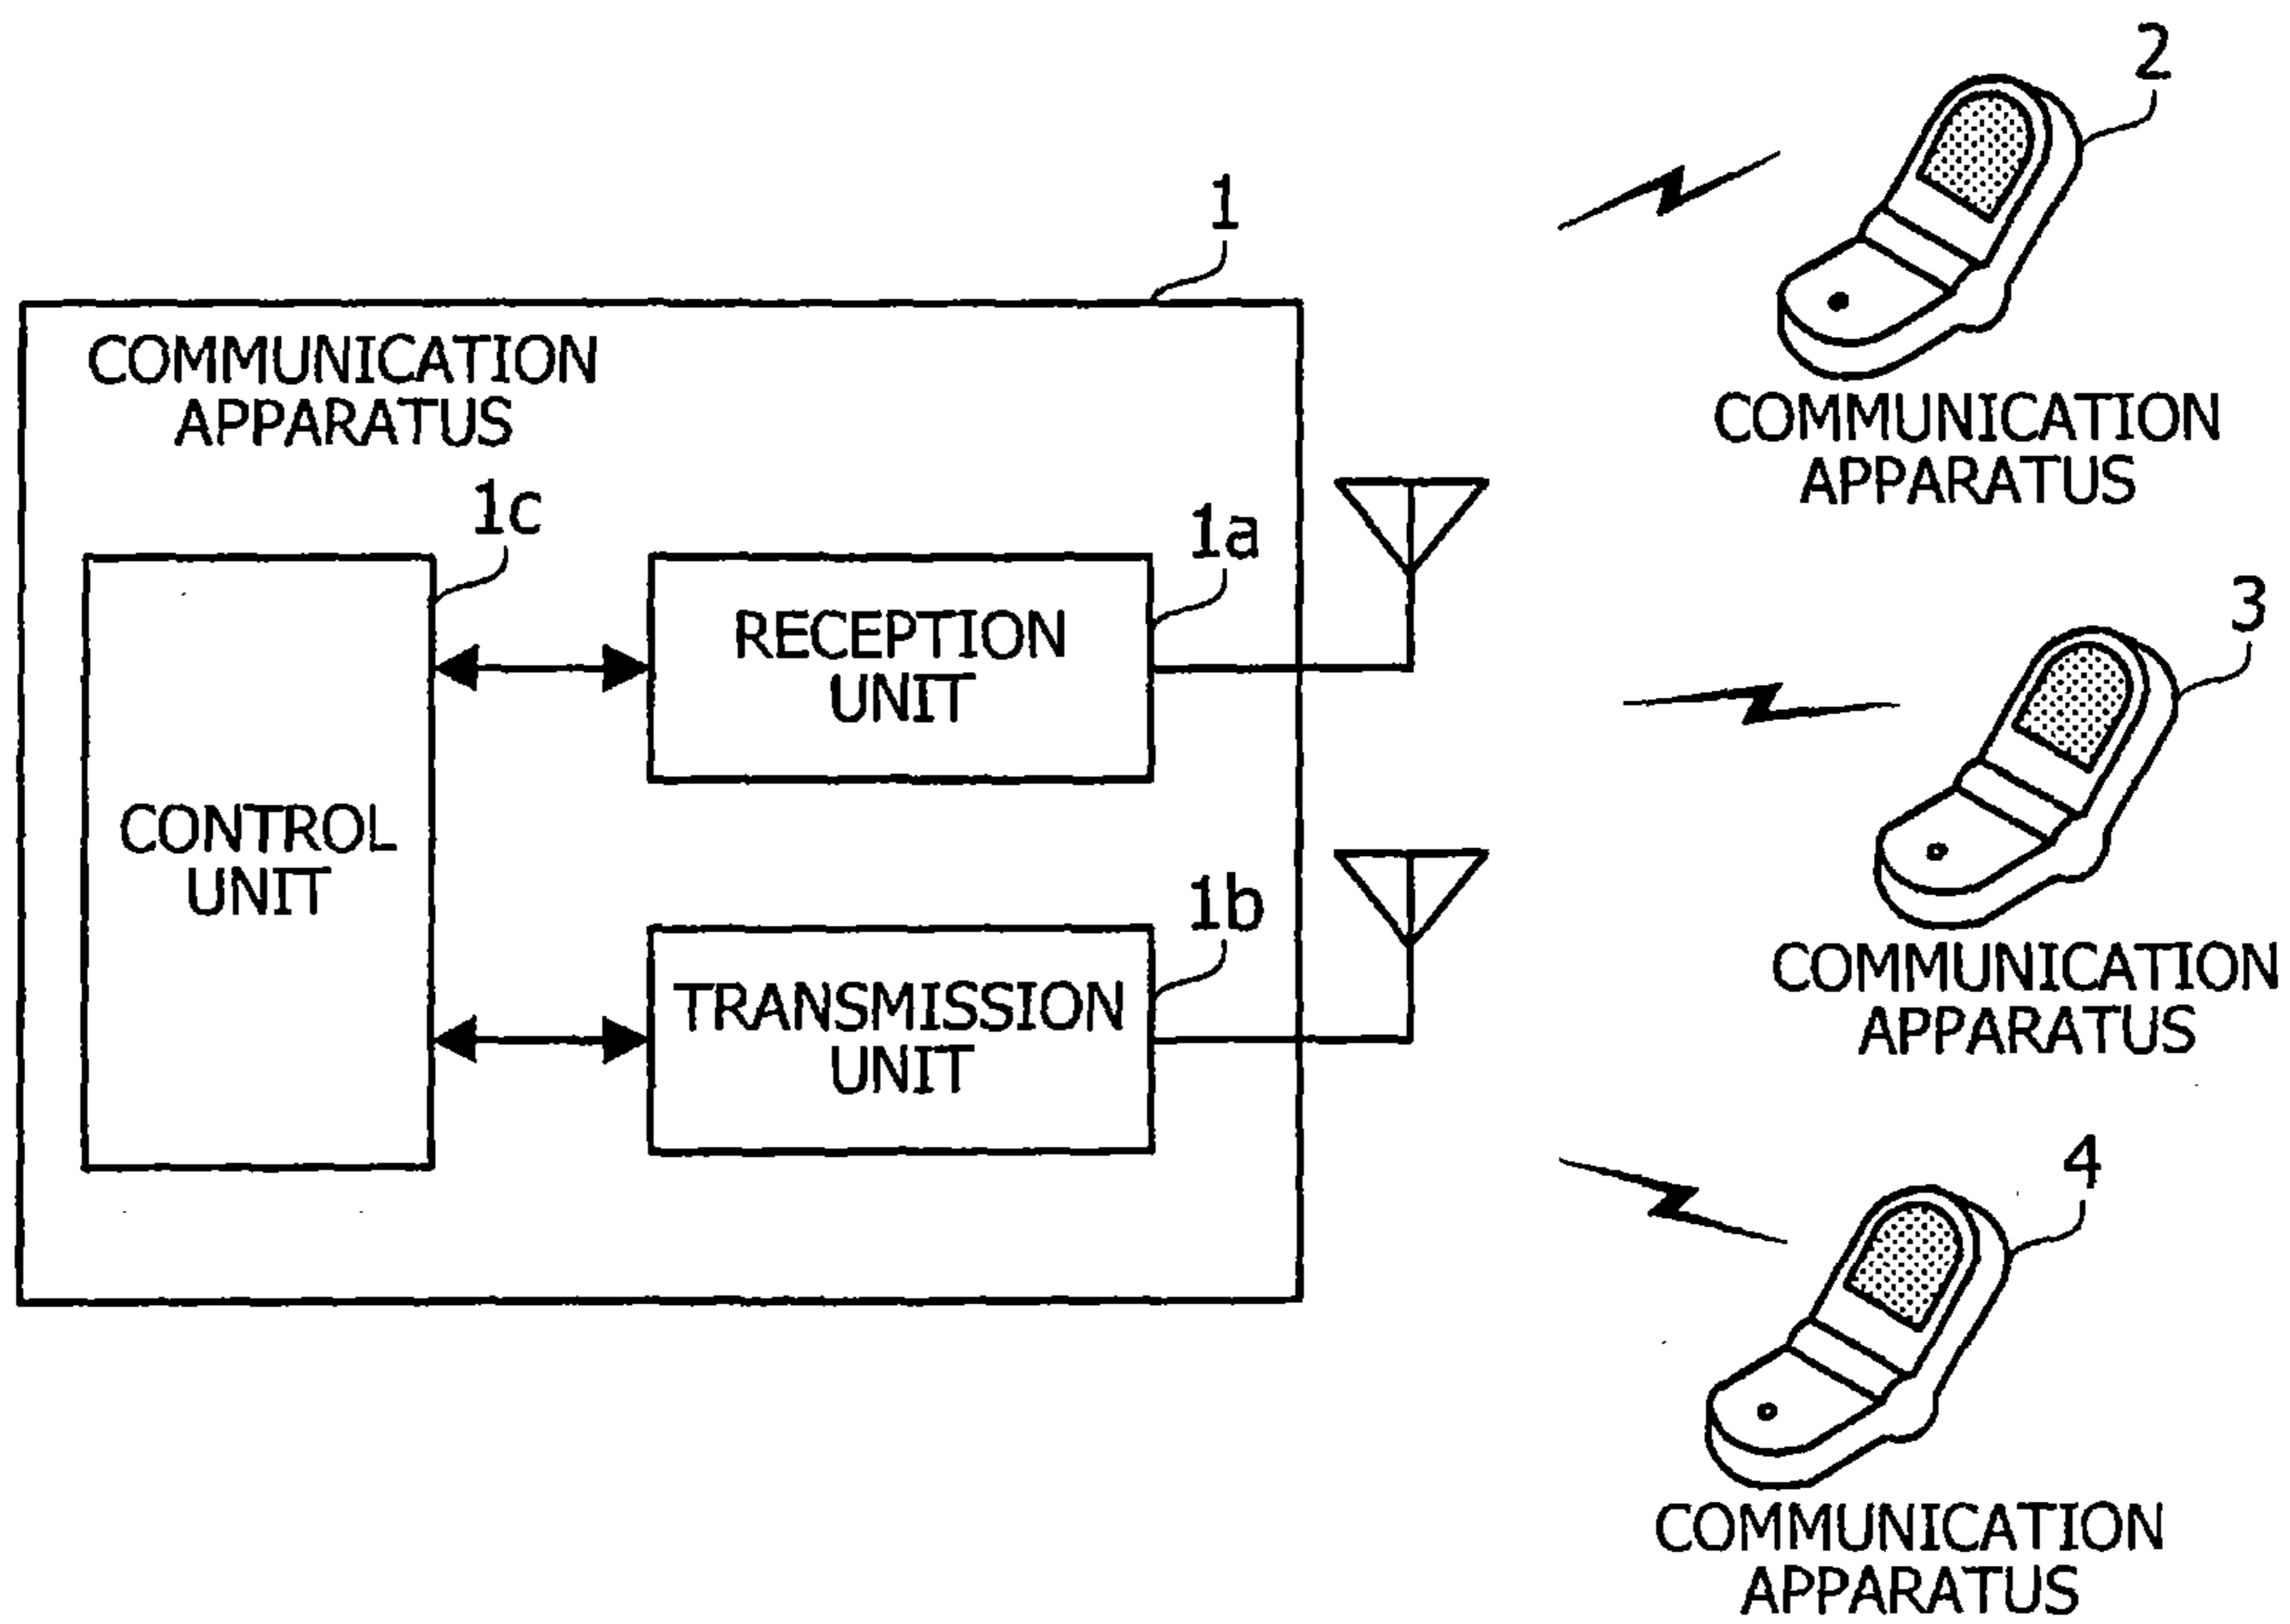 1
COMMUNICATION
APPARATUS
1c
CONTROL
UNIT
1a
RECEPTION
UNIT
1b
TRANSMISSION
UNIT
2
COMMUNICATION
APPARATUS
3
COMMUNICATION
APPARATUS
4
COMMUNICATION
APPARATUS